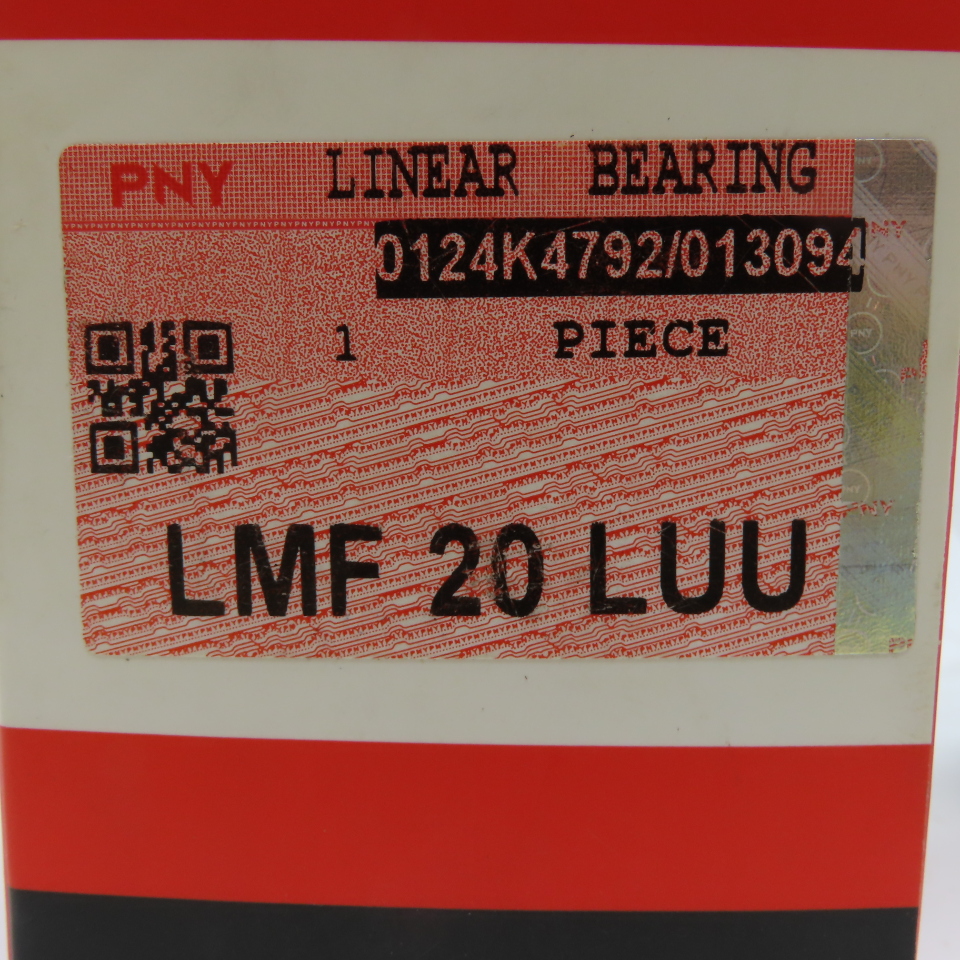 PNY LINEAR BEARING
0124K4792/013094
1 PIECE
LMF 20 LUU